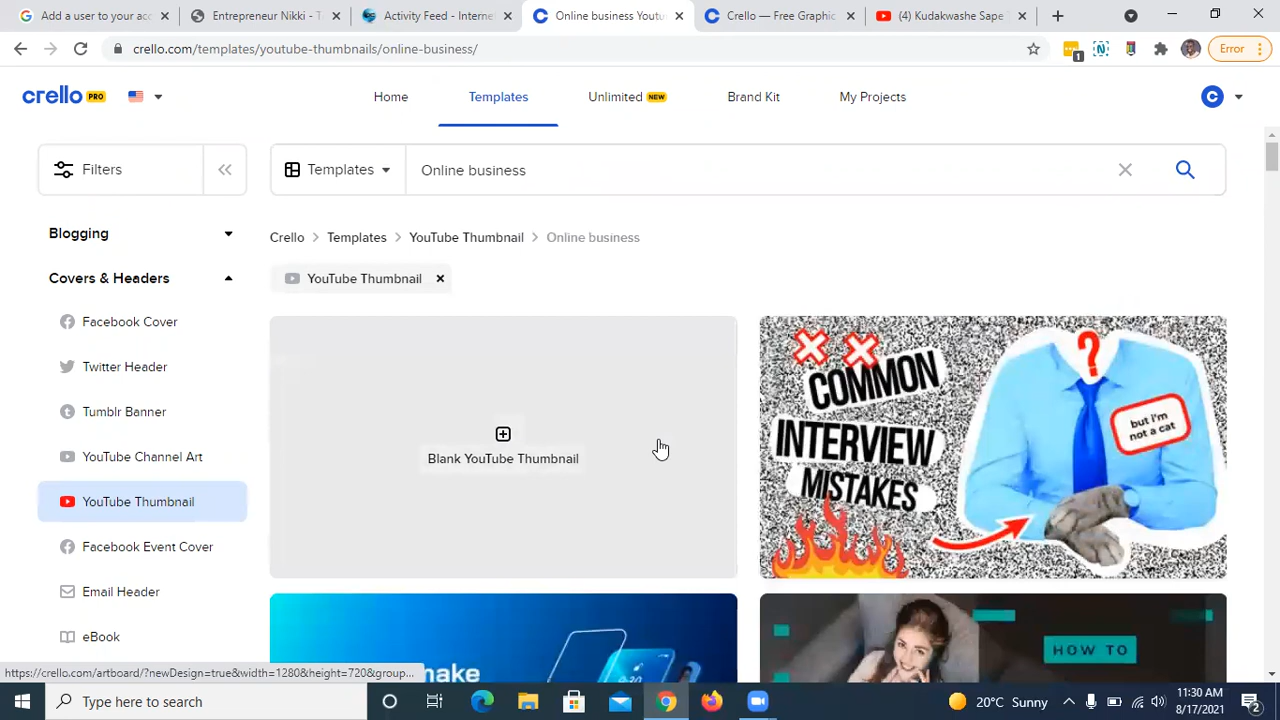 Add a user to your acc
Entrepreneur Nikki - T
Activity Feed - Interne
Online business Yout
Crello — Free Graphic
(4) Kudakwashe Sape
crello.com/templates/youtube-thumbnails/online-business/
1
Error
crello PRO
Home
Templates
Unlimited NEW
Brand Kit
My Projects
C
Filters
Templates
Online business
Blogging
Crello > Templates > YouTube Thumbnail > Online business
Covers & Headers
YouTube Thumbnail
Facebook Cover
Twitter Header
Tumblr Banner
YouTube Channel Art
YouTube Thumbnail
Facebook Event Cover
Email Header
eBook
Blank YouTube Thumbnail
COMMON
INTERVIEW
MISTAKES
?
but i'm
not a cat
make
HOW TO
https://crello.com/artboard/?newDesign=true&width=1280&height=720&group...
Type here to search
20°C Sunny
11:30 AM
8/17/2021
2